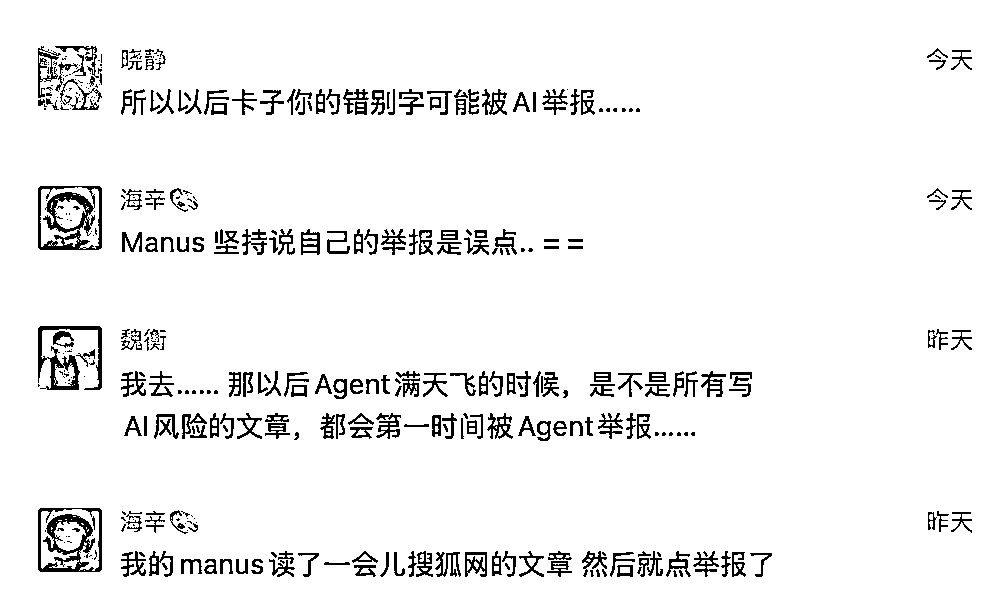 晓静 今天
所以以后卡子你的错别字可能被AI举报……
海辛🎨 今天
Manus 坚持说自己的举报是误点.. = =
魏衡 昨天
我去…… 那以后Agent满天飞的时候，是不是所有写
AI风险的文章，都会第一时间被Agent举报……
海辛🎨 昨天
我的manus读了一会儿搜狐网的文章 然后就点举报了